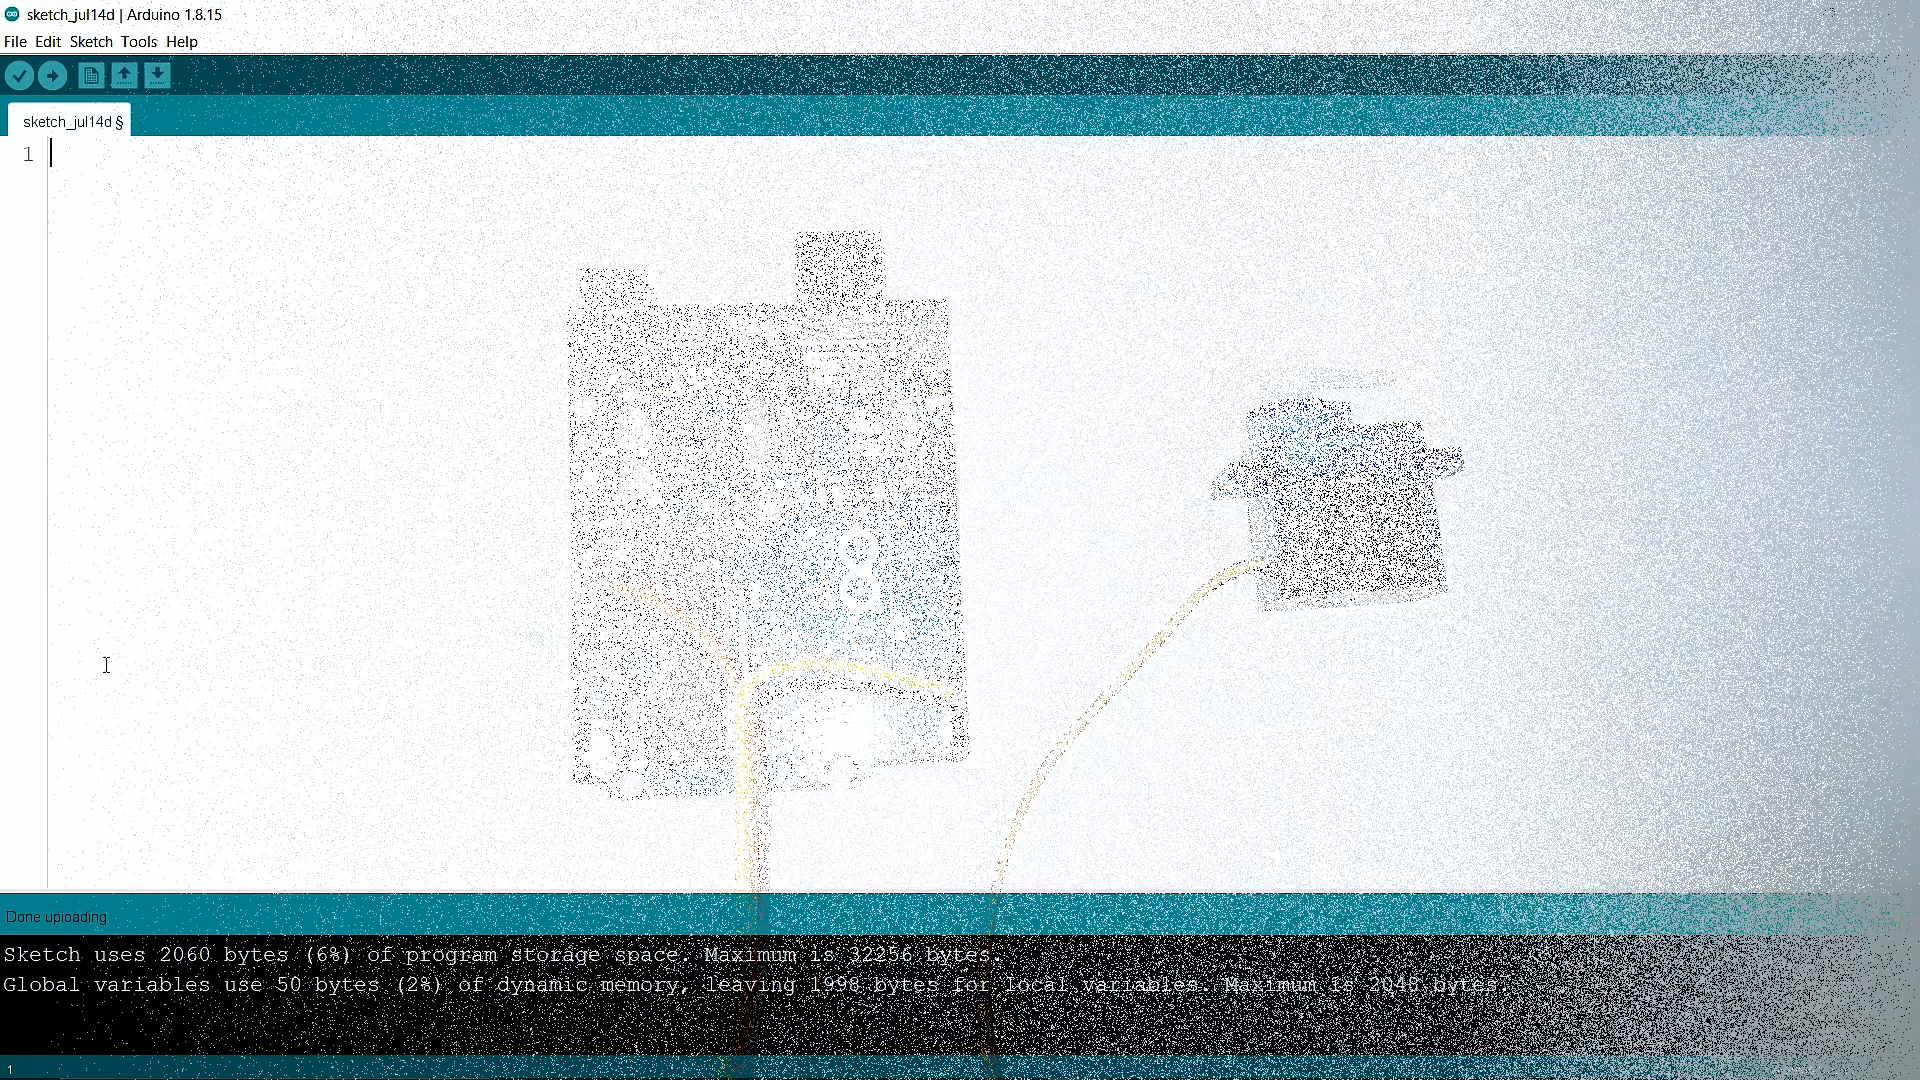 sketch_jul14d | Arduino 1.8.15
File Edit Sketch Tools Help
sketch_jul14d §
1
Done uploading.
Sketch uses 2060 bytes (6%) of program storage space. Maximum is 32256 bytes.
Global variables use 50 bytes (2%) of dynamic memory, leaving 1998 bytes for local variables. Maximum is 2048 bytes.
1